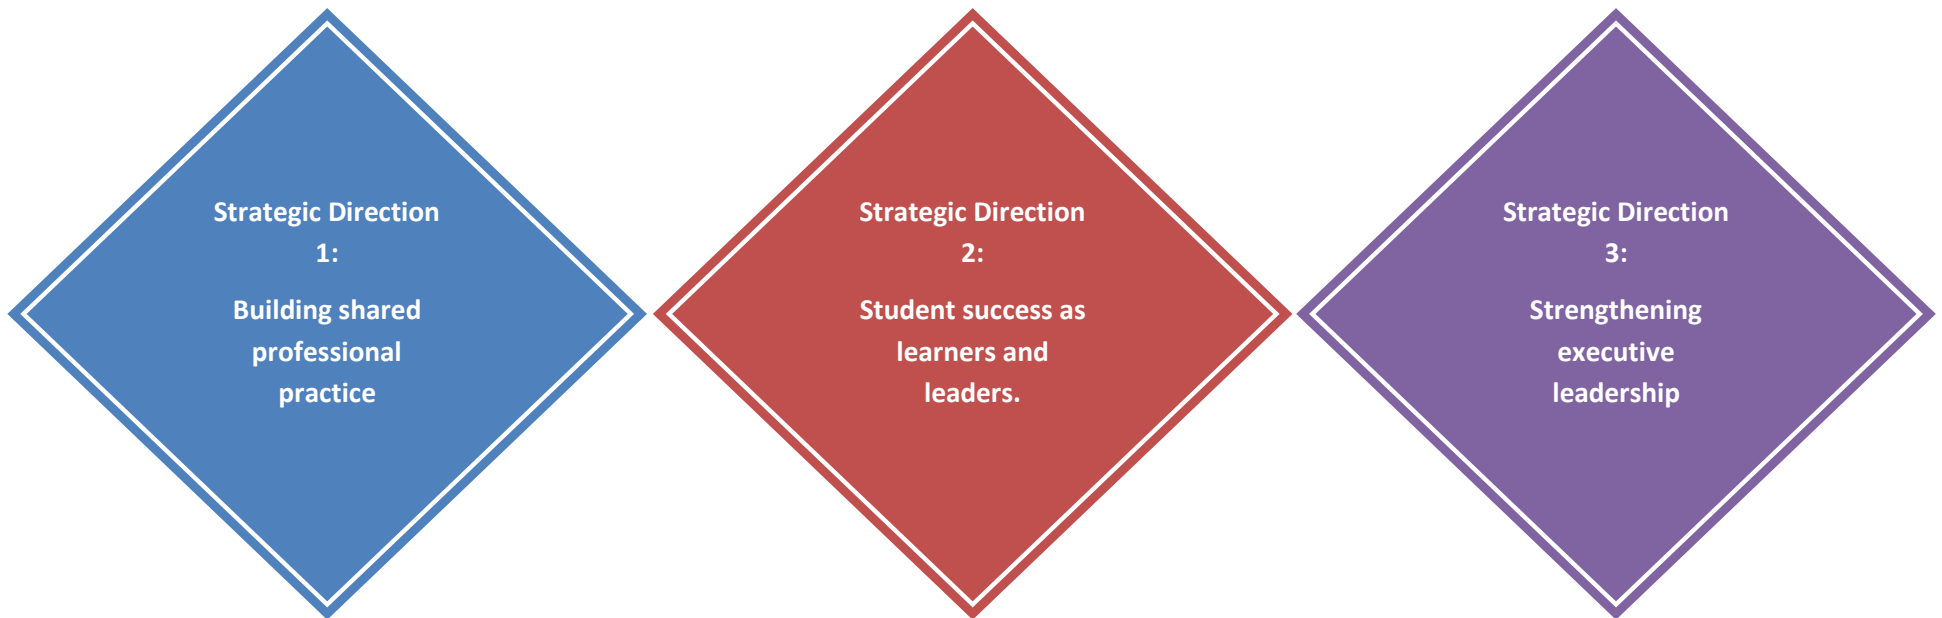 Strategic Direction
1:
Building shared
professional
practice
Strategic Direction
2:
Student success as
learners and
leaders.
Strategic Direction
3:
Strengthening
executive
leadership